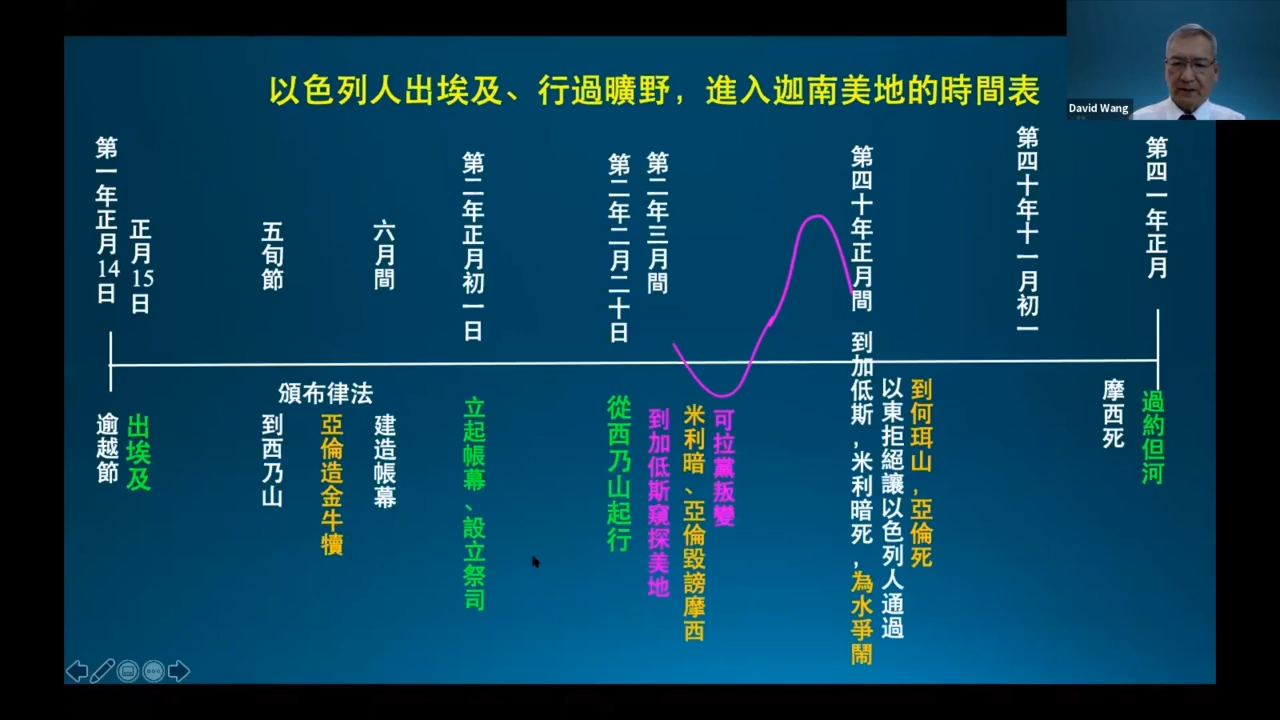 以色列人出埃及、行過曠野，進入迦南美地的時間表
David Wang
第一年正月14日
正月15日
五旬節
六月間
第二年正月初一日
第二年二月二十日
第二年三月間
第四十年正月間
第四十年十一月初一
第四一年正月
逾越節
出埃及
頒布律法
到西乃山
亞倫造金牛犢
建造帳幕
立起帳幕、設立祭司
從西乃山起行
到加低斯窺探美地
米利暗、亞倫毀謗摩西
可拉黨叛變
到加低斯，米利暗死，為水爭鬧
以東拒絕讓以色列人通過
到何珥山，亞倫死
摩西死
過約但河